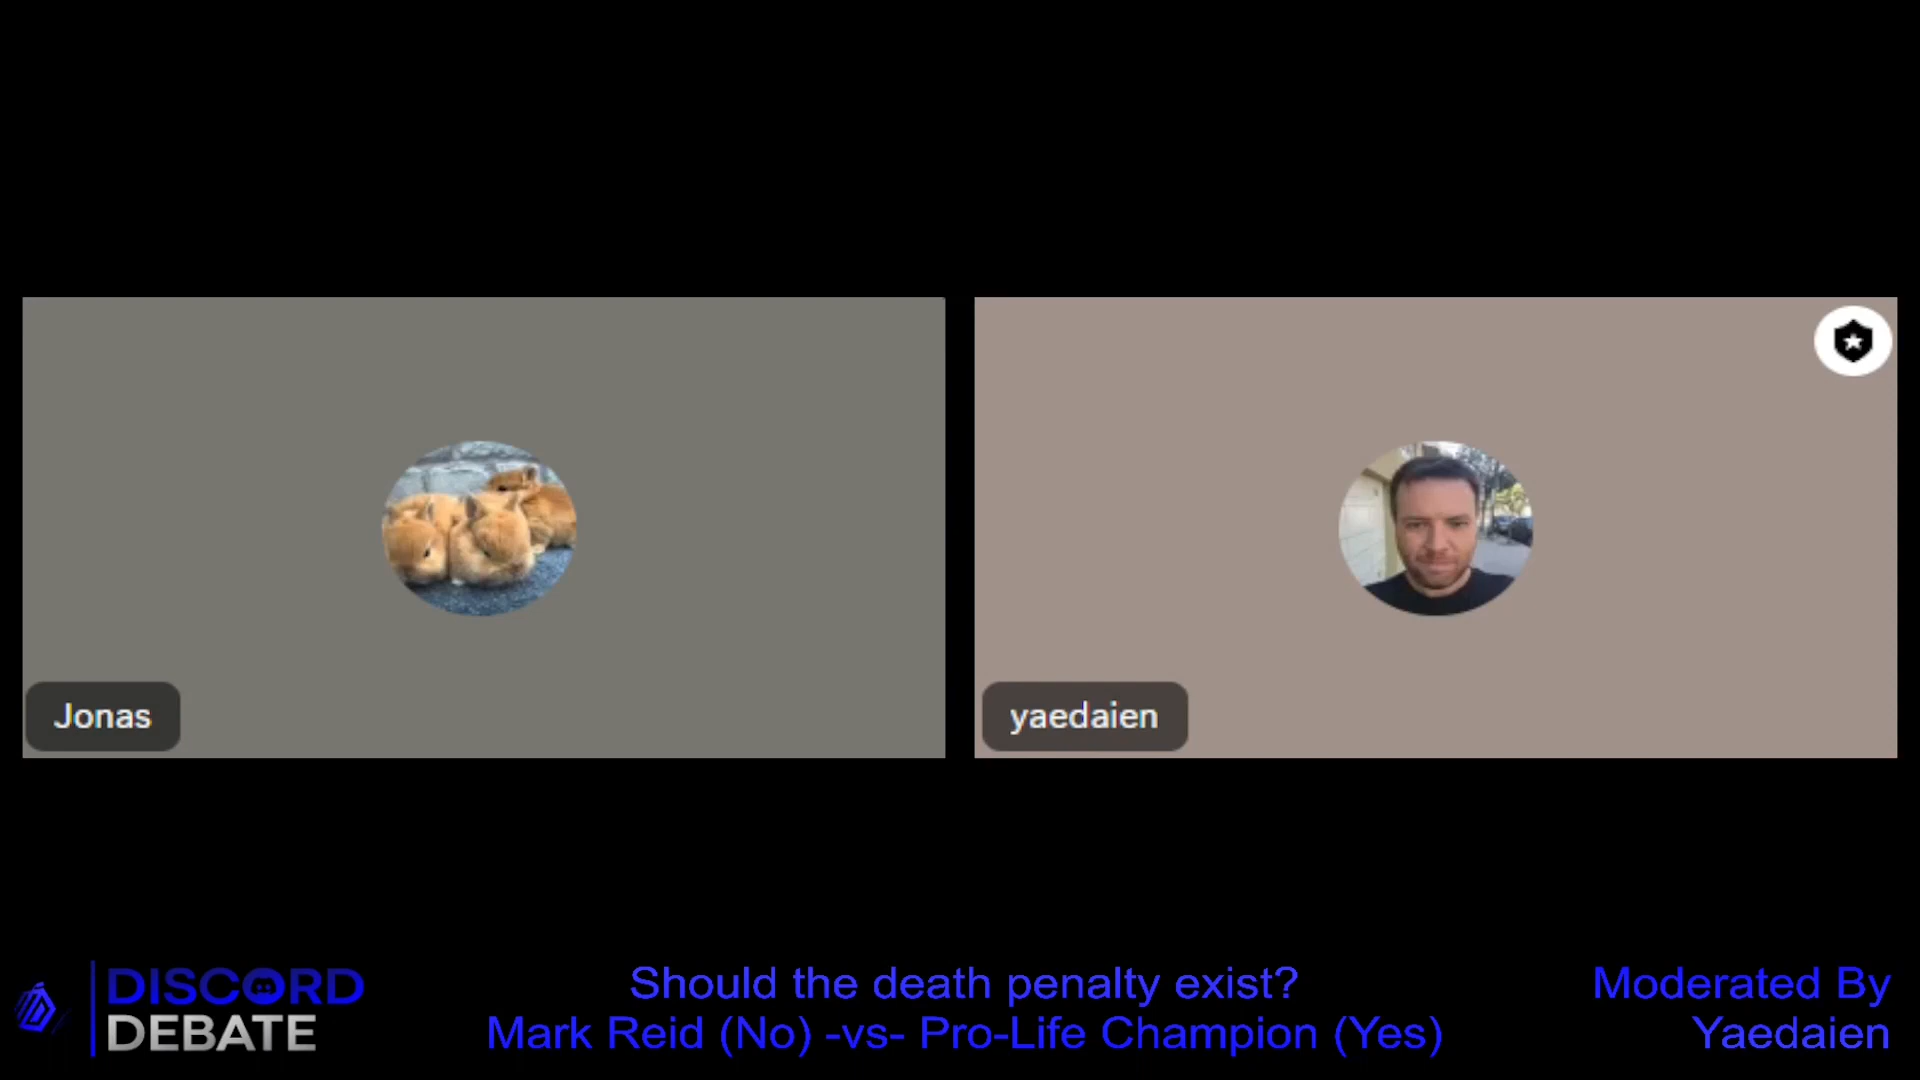 Jonas
yaedaien
DISCORD
DEBATE
Should the death penalty exist?
Mark Reid (No) -vs- Pro-Life Champion (Yes)
Moderated By
Yaedaien